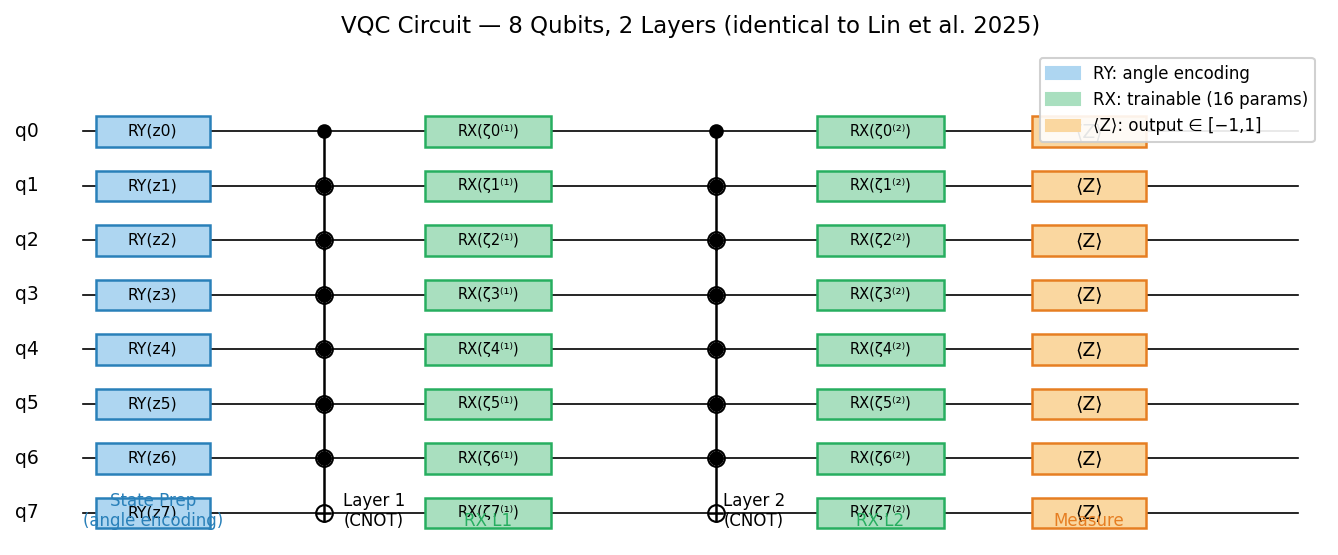 VQC Circuit — 8 Qubits, 2 Layers (identical to Lin et al. 2025)
RY: angle encoding
RX: trainable (16 params)
⟨Z⟩: output ∈ [−1,1]
q0 RY(z0) RX(ζ0⁽¹⁾) RX(ζ0⁽²⁾) ⟨Z⟩
q1 RY(z1) RX(ζ1⁽¹⁾) RX(ζ1⁽²⁾) ⟨Z⟩
q2 RY(z2) RX(ζ2⁽¹⁾) RX(ζ2⁽²⁾) ⟨Z⟩
q3 RY(z3) RX(ζ3⁽¹⁾) RX(ζ3⁽²⁾) ⟨Z⟩
q4 RY(z4) RX(ζ4⁽¹⁾) RX(ζ4⁽²⁾) ⟨Z⟩
q5 RY(z5) RX(ζ5⁽¹⁾) RX(ζ5⁽²⁾) ⟨Z⟩
q6 RY(z6) RX(ζ6⁽¹⁾) RX(ζ6⁽²⁾) ⟨Z⟩
q7 RY(z7) RX(ζ7⁽¹⁾) RX(ζ7⁽²⁾) ⟨Z⟩
State Prep
(angle encoding)
Layer 1
(CNOT)
RX L1
Layer 2
(CNOT)
RX L2
Measure